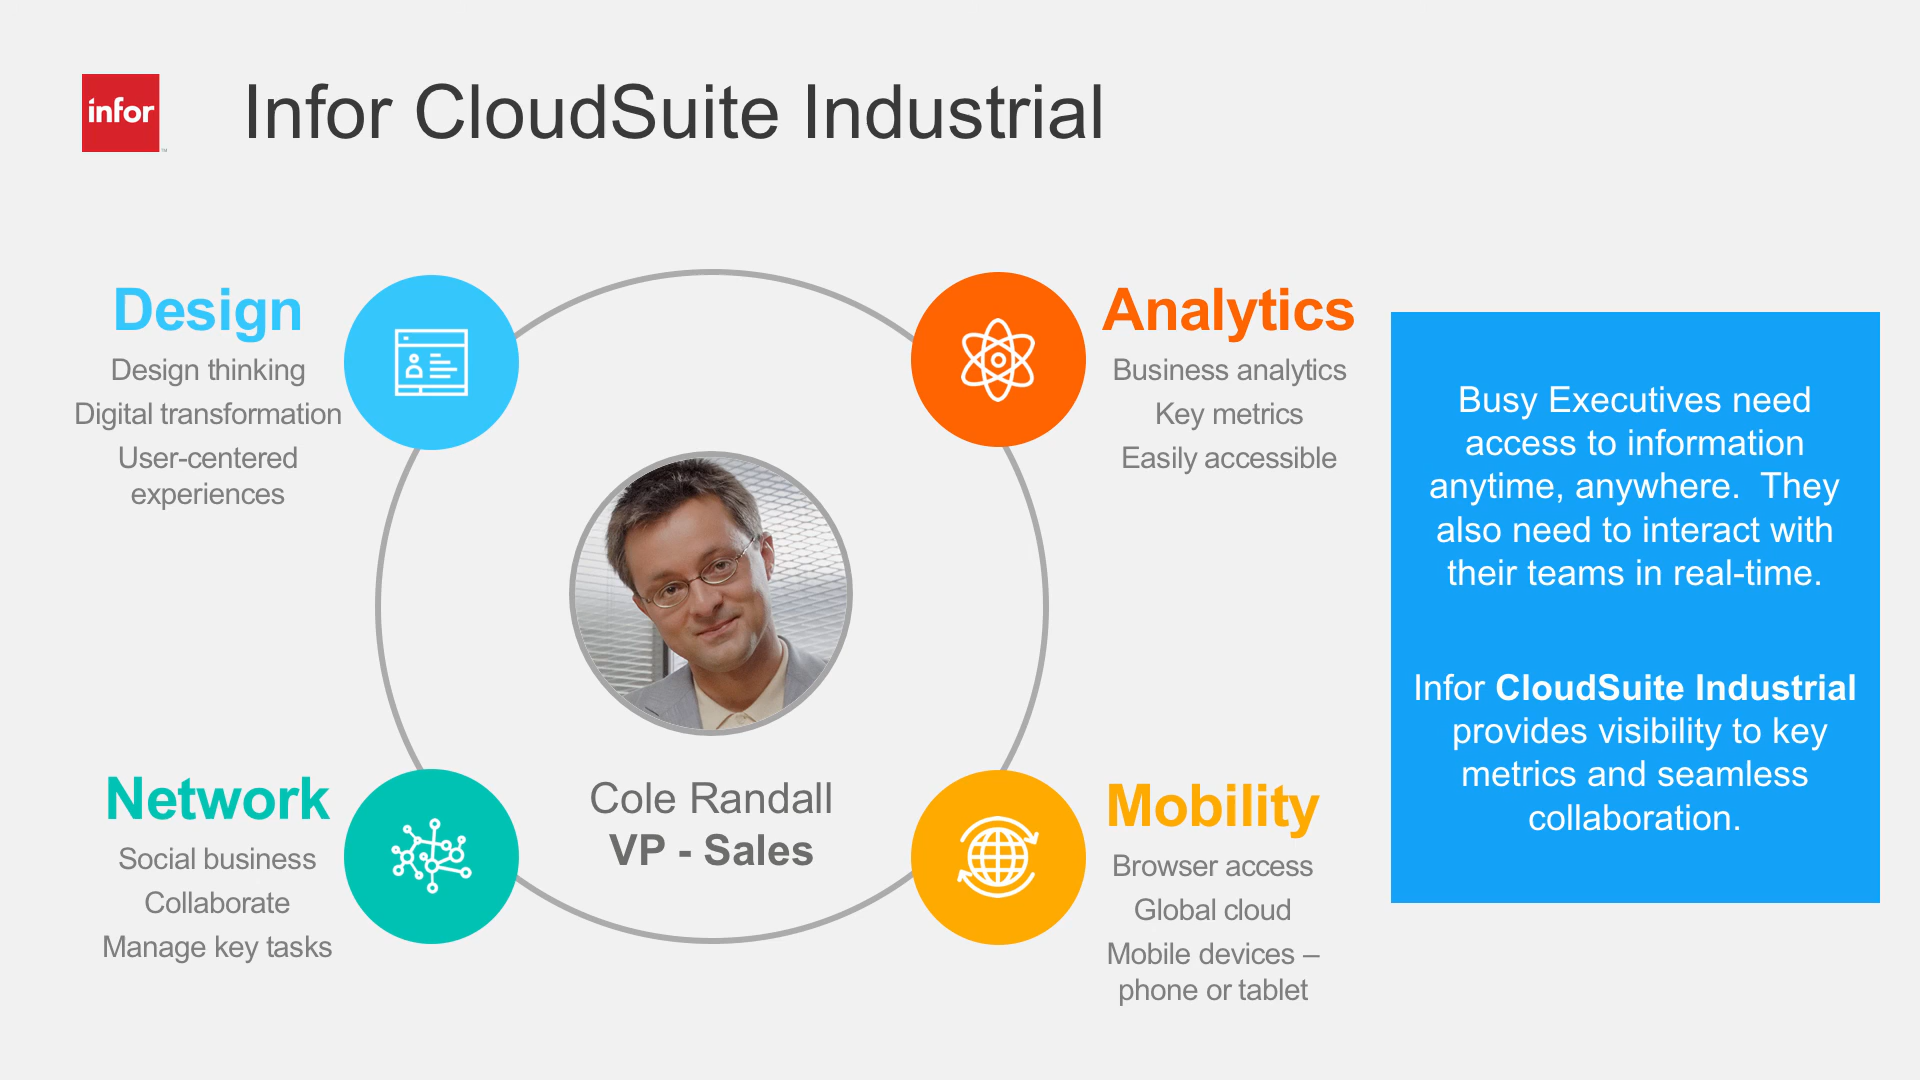 infor
Infor CloudSuite Industrial
Design
Design thinking
Digital transformation
User-centered
experiences
Analytics
Business analytics
Key metrics
Easily accessible
Network
Social business
Collaborate
Manage key tasks
Cole Randall
VP - Sales
Mobility
Browser access
Global cloud
Mobile devices –
phone or tablet
Busy Executives need
access to information
anytime, anywhere.  They
also need to interact with
their teams in real-time.
Infor CloudSuite Industrial
provides visibility to key
metrics and seamless
collaboration.